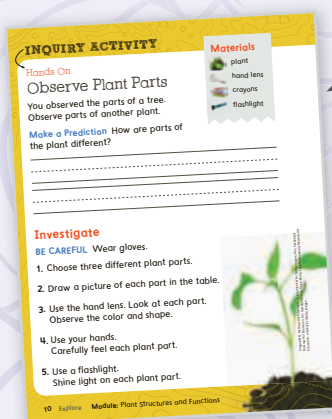 INQUIRY ACTIVITY
Hands On
Observe Plant Parts
You observed the parts of a tree.
Observe parts of another plant.
Make a Prediction How are parts of
the plant different?
Materials
plant
hand lens
crayons
flashlight
Investigate
BE CAREFUL Wear gloves.
1. Choose three different plant parts.
2. Draw a picture of each part in the table.
3. Use the hand lens. Look at each part.
Observe the color and shape.
4. Use your hands.
Carefully feel each plant part.
5. Use a flashlight.
Shine light on each plant part.
10 Explore Module: Plant Structures and Functions